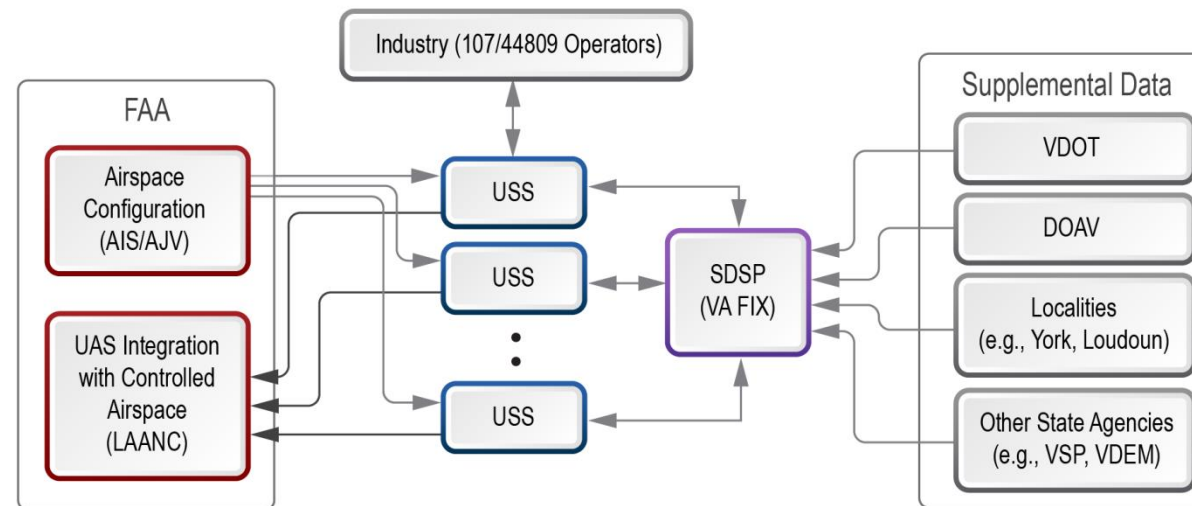 Industry (107/44809 Operators)
FAA
Airspace
Configuration
(AIS/AJV)
UAS Integration
with Controlled
Airspace
(LAANC)
USS
USS
USS
SDSP
(VA FIX)
Supplemental Data
VDOT
DOAV
Localities
(e.g., York, Loudoun)
Other State Agencies
(e.g., VSP, VDEM)